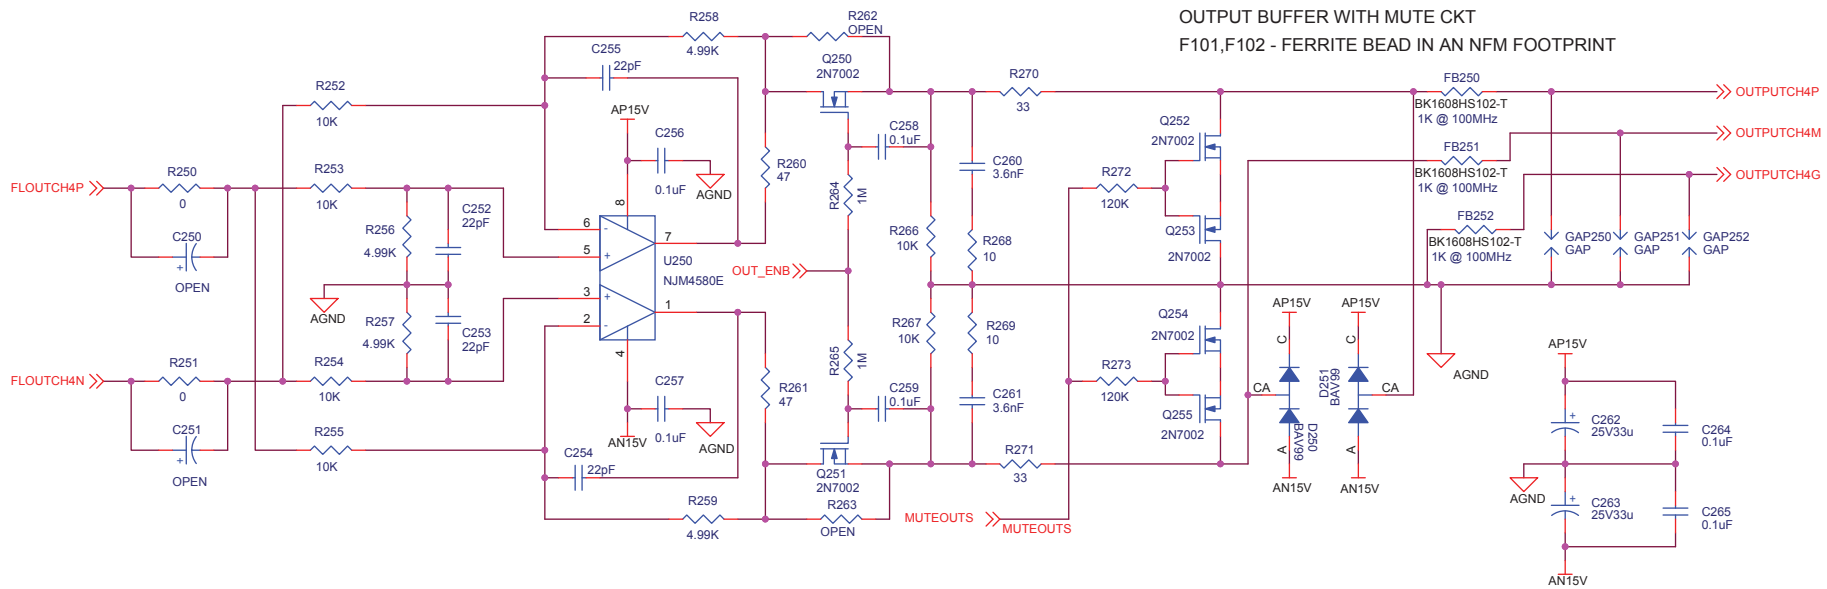 OUTPUT BUFFER WITH MUTE CKT
F101,F102 - FERRITE BEAD IN AN NFM FOOTPRINT
R258
4.99K
R262
OPEN
C255
22pF
Q250
2N7002
R252
10K
AP15V
C256
0.1uF
AGND
R260
47
C258
0.1uF
R270
33
Q252
2N7002
FB250
BK1608HS102-T
1K @ 100MHz
OUTPUTCH4P
OUTPUTCH4M
FB251
BK1608HS102-T
1K @ 100MHz
OUTPUTCH4G
FLOUTCH4P
R250
0
C250
+
OPEN
R253
10K
R256
4.99K
C252
22pF
8
6
-
5
+
7
U250
NJM4580E
3
+
2
-
1
4
R264
1M
OUT_ENB
R266
10K
C260
3.6nF
R268
10
R272
120K
Q253
2N7002
FB252
BK1608HS102-T
1K @ 100MHz
GAP250
GAP
GAP251
GAP
GAP252
GAP
AGND
R257
4.99K
C253
22pF
FLOUTCH4N
R251
0
C251
+
OPEN
R254
10K
R255
10K
C257
0.1uF
AGND
AN15V
C254
22pF
R261
47
R265
1M
C259
0.1uF
R267
10K
R269
10
C261
3.6nF
Q254
2N7002
R273
120K
Q255
2N7002
AP15V
C
CA
A
D250
BAV99
AN15V
AP15V
C
CA
A
D251
BAV99
AN15V
AGND
Q251
2N7002
R263
OPEN
R259
4.99K
R271
33
MUTEOUTS
MUTEOUTS
AP15V
+
C262
25V33u
C264
0.1uF
AGND
+
C263
25V33u
C265
0.1uF
AN15V